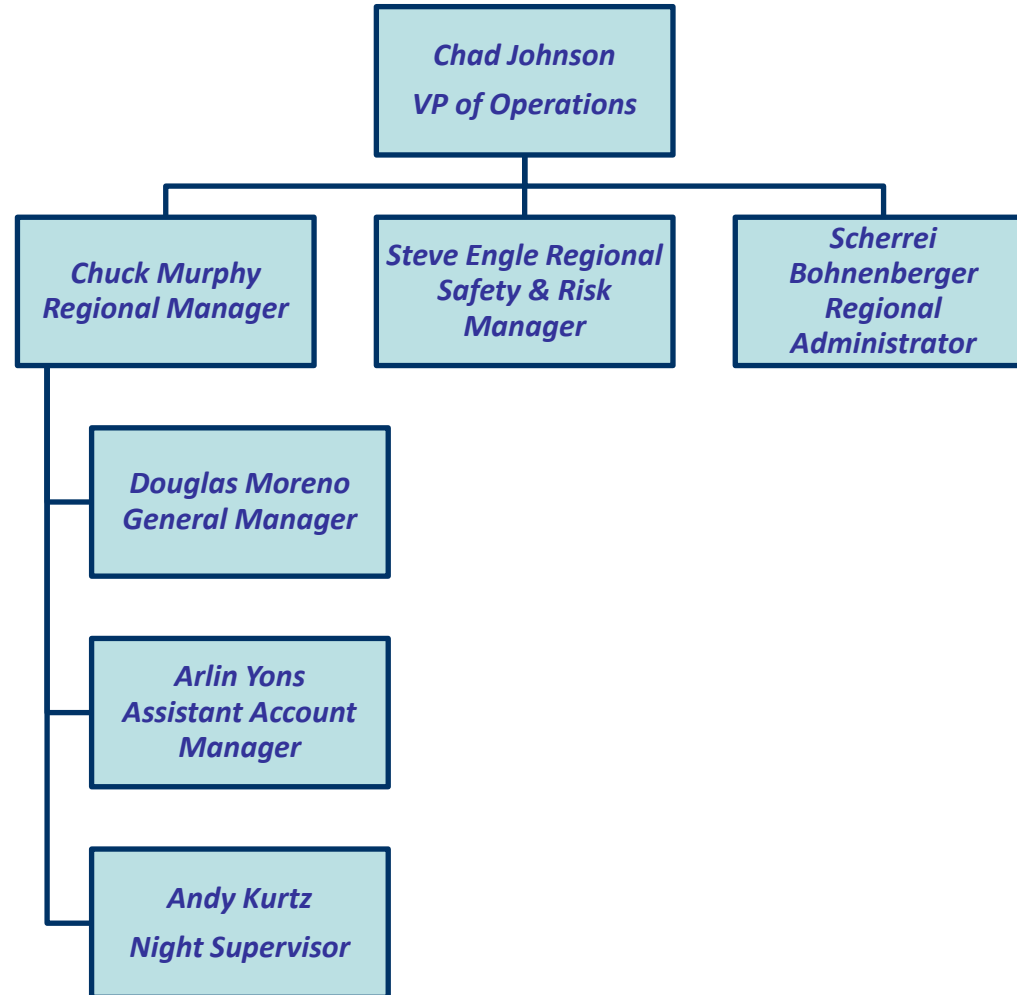 Chad Johnson
VP of Operations
Chuck Murphy
Regional Manager
Steve Engle Regional
Safety & Risk
Manager
Scherrei
Bohnenberger
Regional
Administrator
Douglas Moreno
General Manager
Arlin Yons
Assistant Account
Manager
Andy Kurtz
Night Supervisor